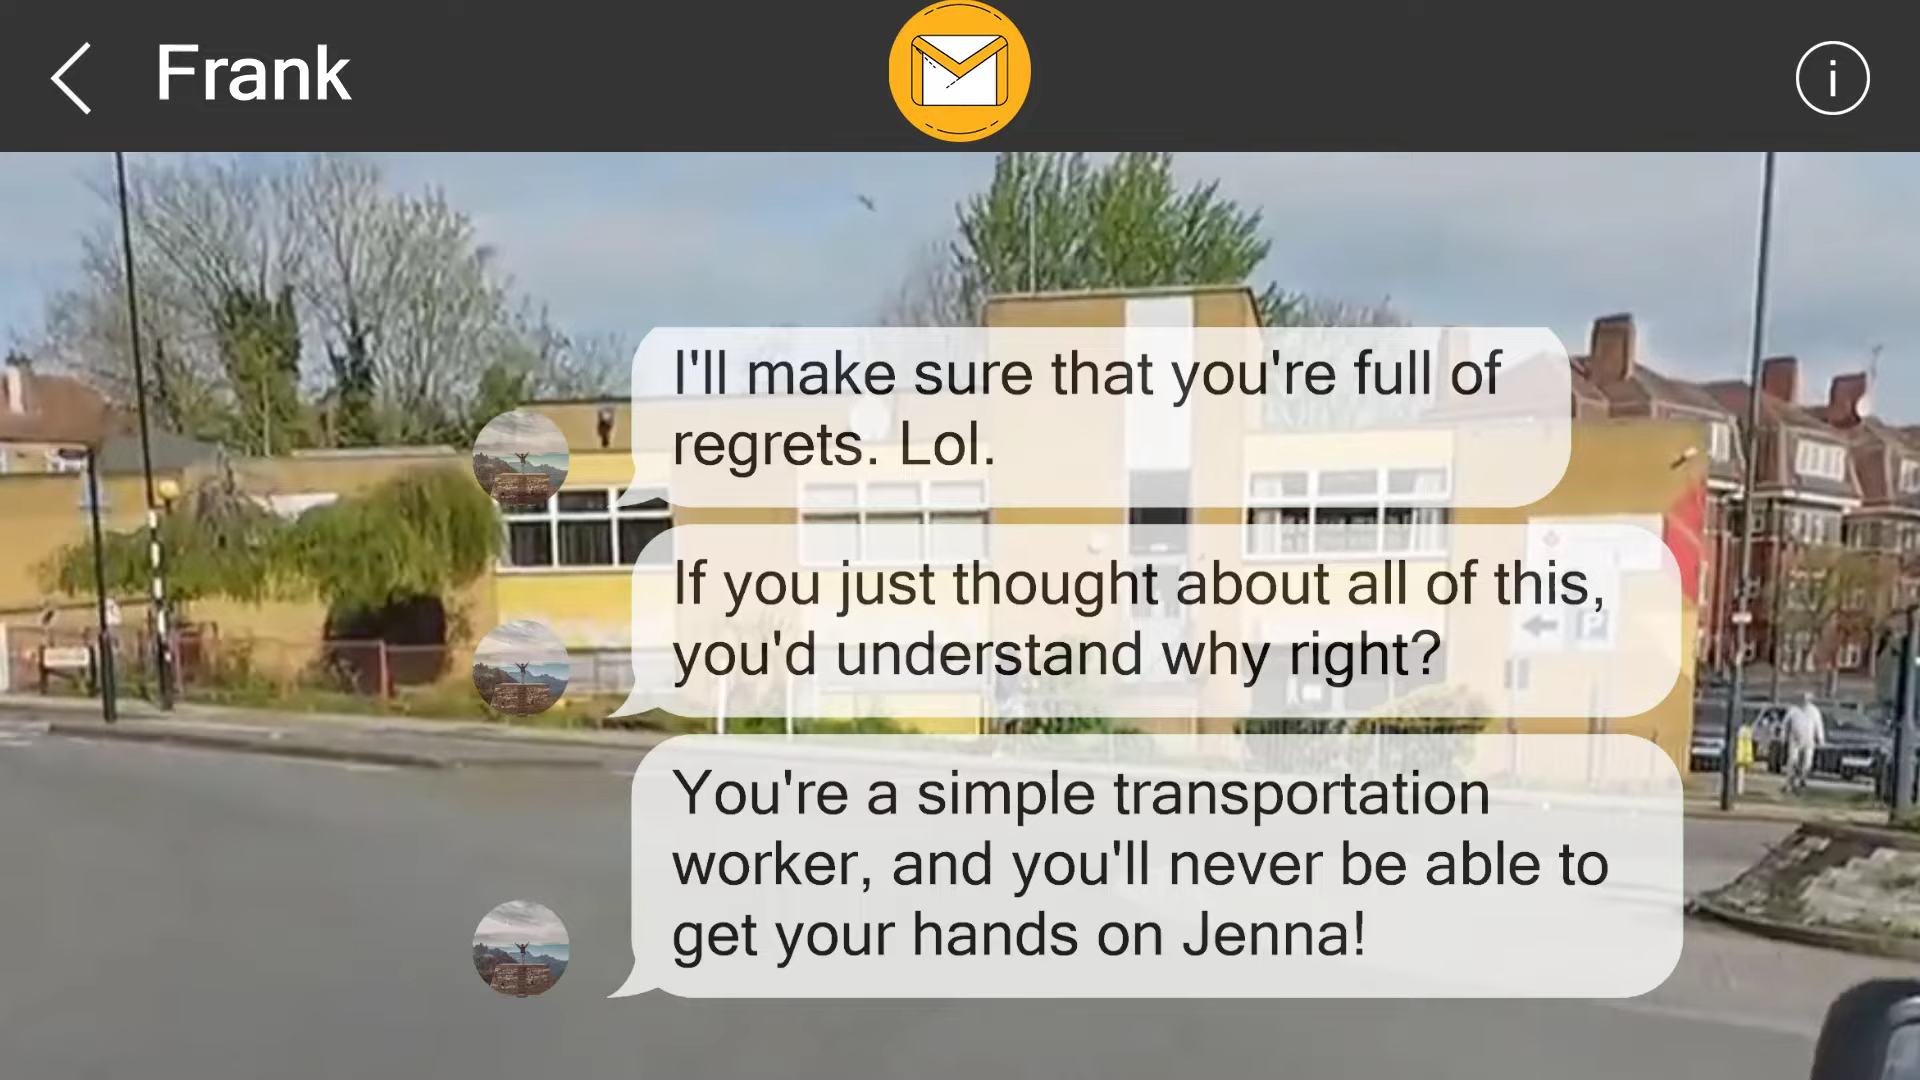 Frank
I'll make sure that you're full of
regrets. Lol.
If you just thought about all of this,
you'd understand why right?
You're a simple transportation
worker, and you'll never be able to
get your hands on Jenna!
P